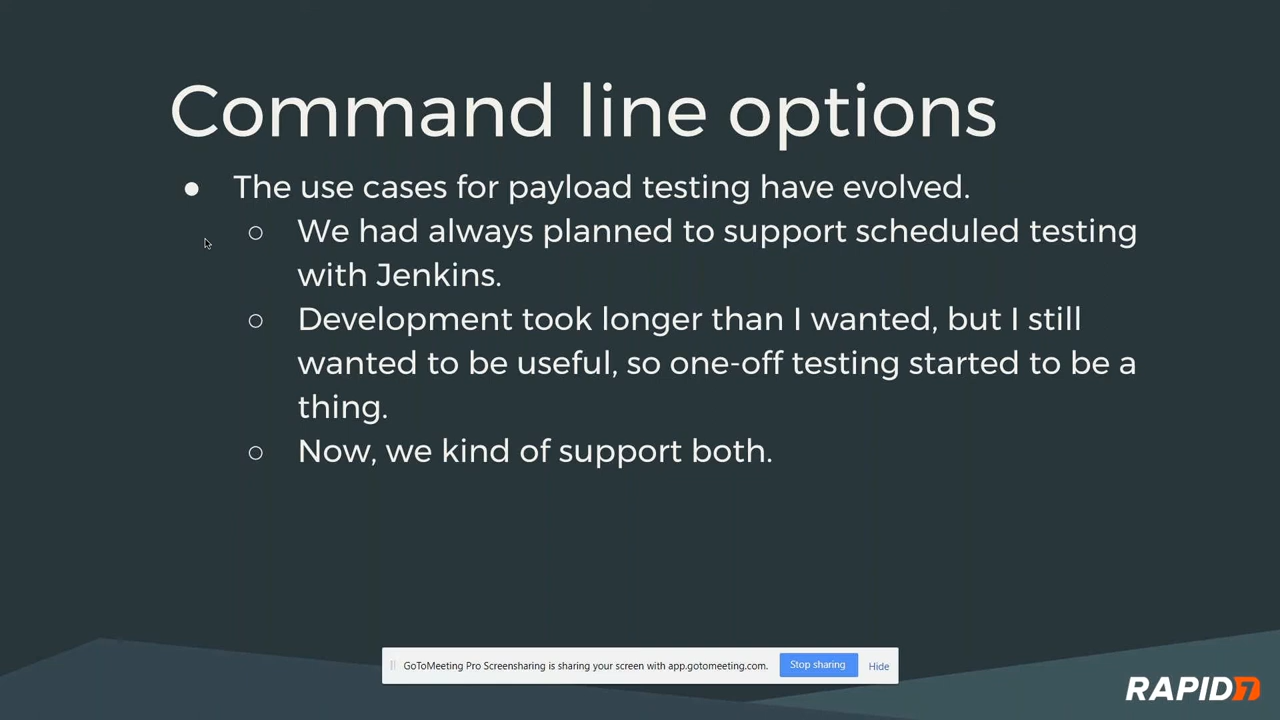 Command line options
● The use cases for payload testing have evolved.
○ We had always planned to support scheduled testing
with Jenkins.
○ Development took longer than I wanted, but I still
wanted to be useful, so one-off testing started to be a
thing.
○ Now, we kind of support both.
GoToMeeting Pro Screensharing is sharing your screen with app.gotomeeting.com. Stop sharing Hide
RAPID7